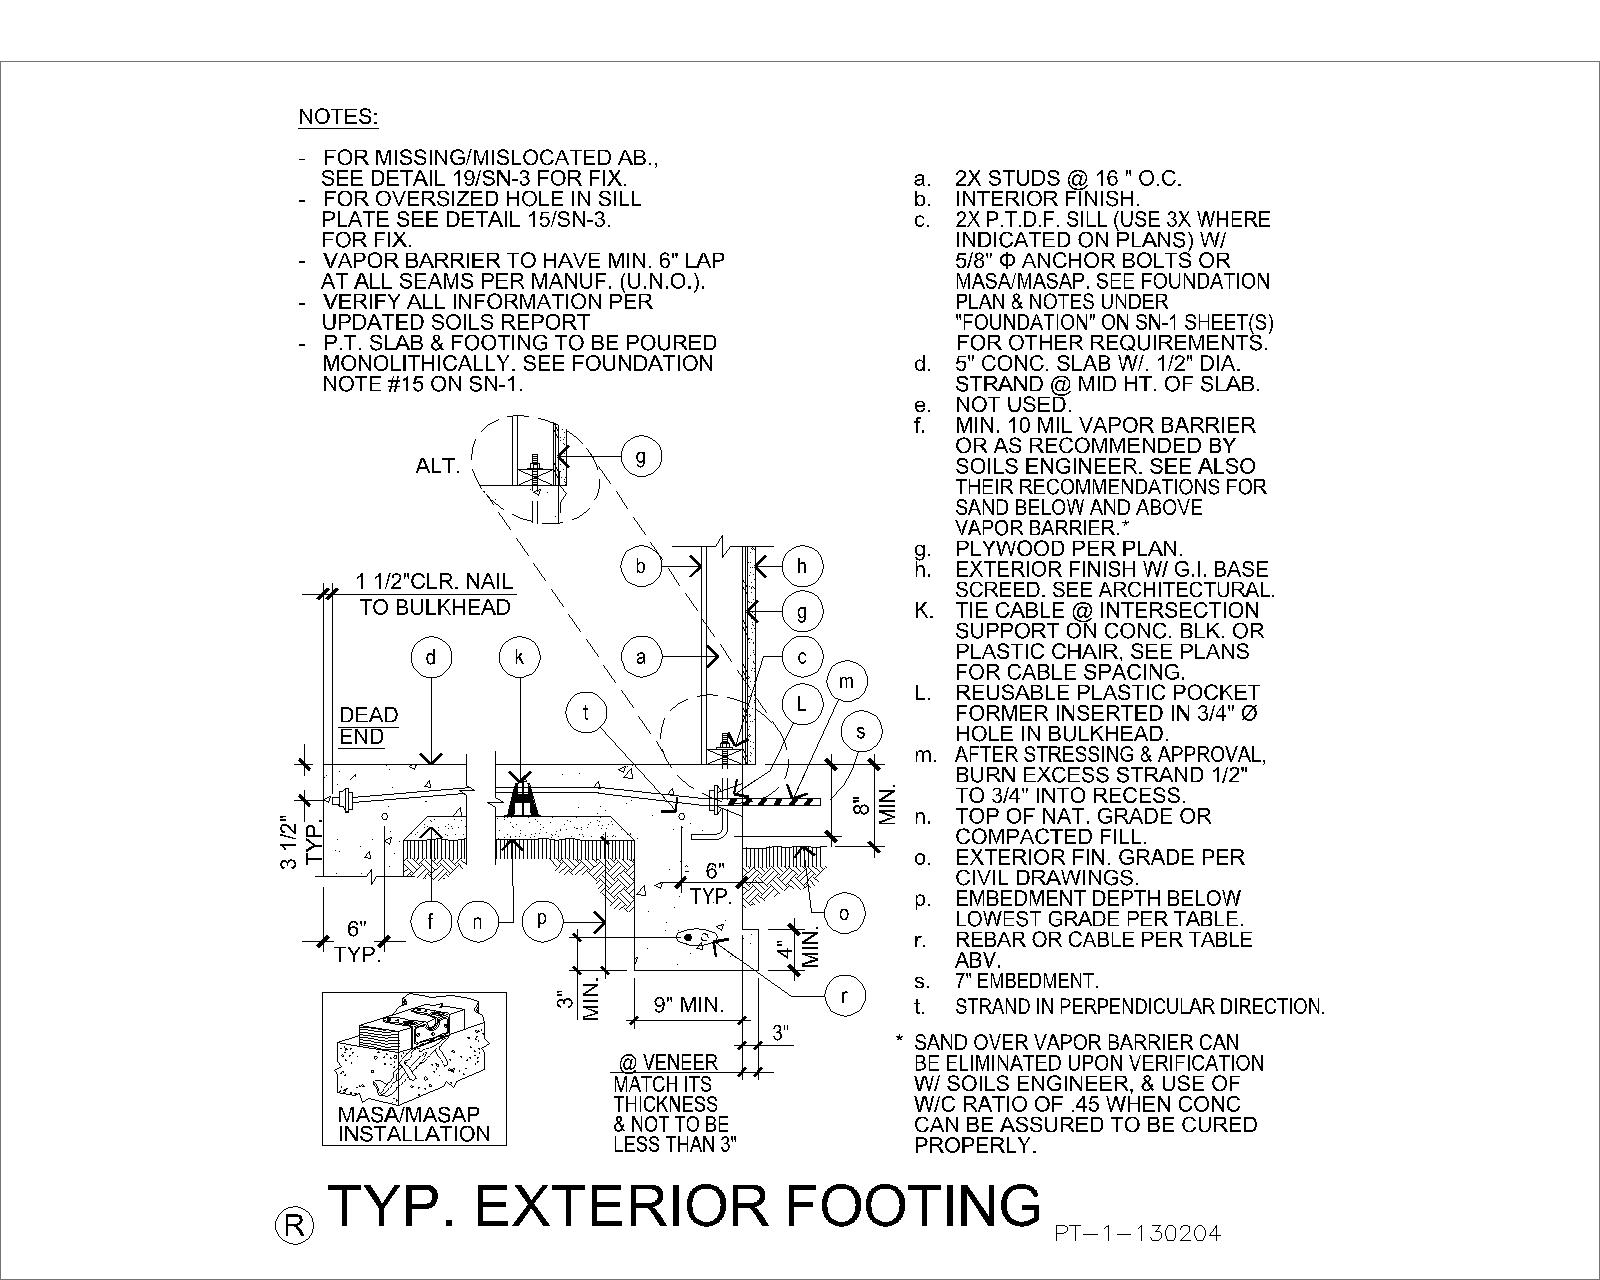 NOTES:
- FOR MISSING/MISLOCATED AB.,
SEE DETAIL 19/SN-3 FOR FIX.
- FOR OVERSIZED HOLE IN SILL
PLATE SEE DETAIL 15/SN-3.
FOR FIX.
- VAPOR BARRIER TO HAVE MIN. 6" LAP
AT ALL SEAMS PER MANUF. (U.N.O.).
- VERIFY ALL INFORMATION PER
UPDATED SOILS REPORT
- P.T. SLAB & FOOTING TO BE POURED
MONOLITHICALLY. SEE FOUNDATION
NOTE #15 ON SN-1.
a. 2X STUDS @ 16 " O.C.
b. INTERIOR FINISH.
c. 2X P.T.D.F. SILL (USE 3X WHERE
INDICATED ON PLANS) W/
5/8" Φ ANCHOR BOLTS OR
MASA/MASAP. SEE FOUNDATION
PLAN & NOTES UNDER
"FOUNDATION" ON SN-1 SHEET(S)
FOR OTHER REQUIREMENTS.
d. 5" CONC. SLAB W/. 1/2" DIA.
STRAND @ MID HT. OF SLAB.
e. NOT USED.
f. MIN. 10 MIL VAPOR BARRIER
OR AS RECOMMENDED BY
SOILS ENGINEER. SEE ALSO
THEIR RECOMMENDATIONS FOR
SAND BELOW AND ABOVE
VAPOR BARRIER.*
g. PLYWOOD PER PLAN.
h. EXTERIOR FINISH W/ G.I. BASE
SCREED. SEE ARCHITECTURAL.
K. TIE CABLE @ INTERSECTION
SUPPORT ON CONC. BLK. OR
PLASTIC CHAIR, SEE PLANS
FOR CABLE SPACING.
L. REUSABLE PLASTIC POCKET
FORMER INSERTED IN 3/4" Ø
HOLE IN BULKHEAD.
m. AFTER STRESSING & APPROVAL,
BURN EXCESS STRAND 1/2"
TO 3/4" INTO RECESS.
n. TOP OF NAT. GRADE OR
COMPACTED FILL.
o. EXTERIOR FIN. GRADE PER
CIVIL DRAWINGS.
p. EMBEDMENT DEPTH BELOW
LOWEST GRADE PER TABLE.
r. REBAR OR CABLE PER TABLE
ABV.
s. 7" EMBEDMENT.
t. STRAND IN PERPENDICULAR DIRECTION.
* SAND OVER VAPOR BARRIER CAN
BE ELIMINATED UPON VERIFICATION
W/ SOILS ENGINEER, & USE OF
W/C RATIO OF .45 WHEN CONC
CAN BE ASSURED TO BE CURED
PROPERLY.
ALT.
g
b
h
1 1/2"CLR. NAIL
TO BULKHEAD
g
d
k
a
c
m
L
t
s
DEAD
END
8"
MIN.
3 1/2"
TYP.
6"
TYP.
f
n
p
o
6"
TYP.
4"
MIN.
3"
MIN.
9" MIN.
r
3"
@ VENEER
MATCH ITS
THICKNESS
& NOT TO BE
LESS THAN 3"
MASA/MASAP
INSTALLATION
R
TYP. EXTERIOR FOOTING
PT-1-130204